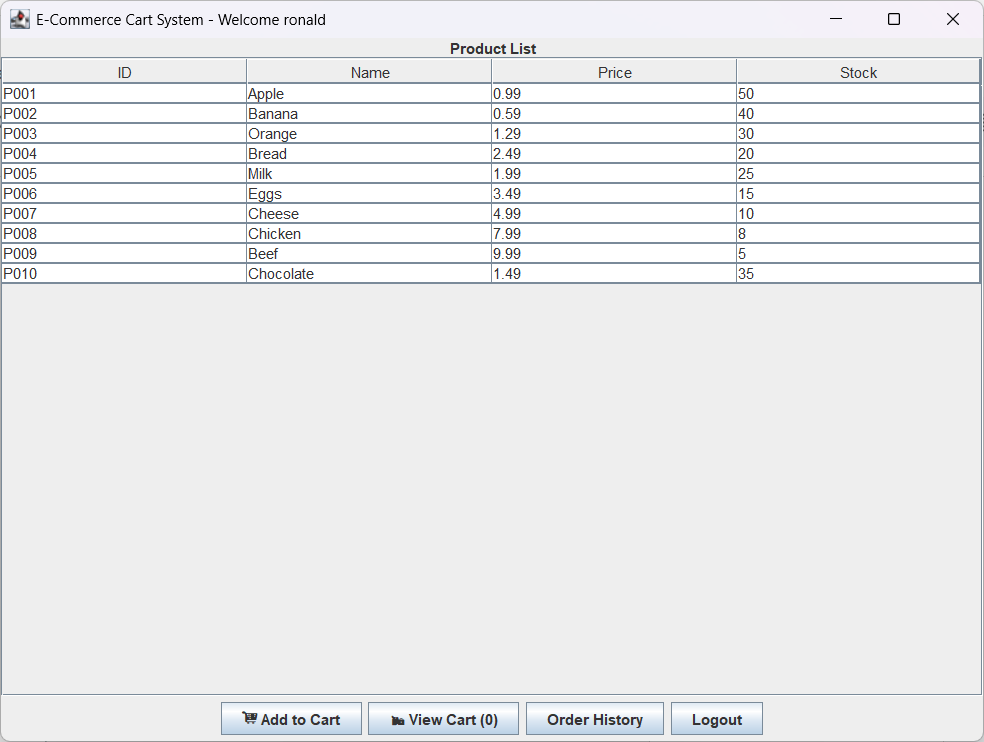 E-Commerce Cart System - Welcome ronald
Product List
ID Name Price Stock
P001 Apple 0.99 50
P002 Banana 0.59 40
P003 Orange 1.29 30
P004 Bread 2.49 20
P005 Milk 1.99 25
P006 Eggs 3.49 15
P007 Cheese 4.99 10
P008 Chicken 7.99 8
P009 Beef 9.99 5
P010 Chocolate 1.49 35
Add to Cart View Cart (0) Order History Logout